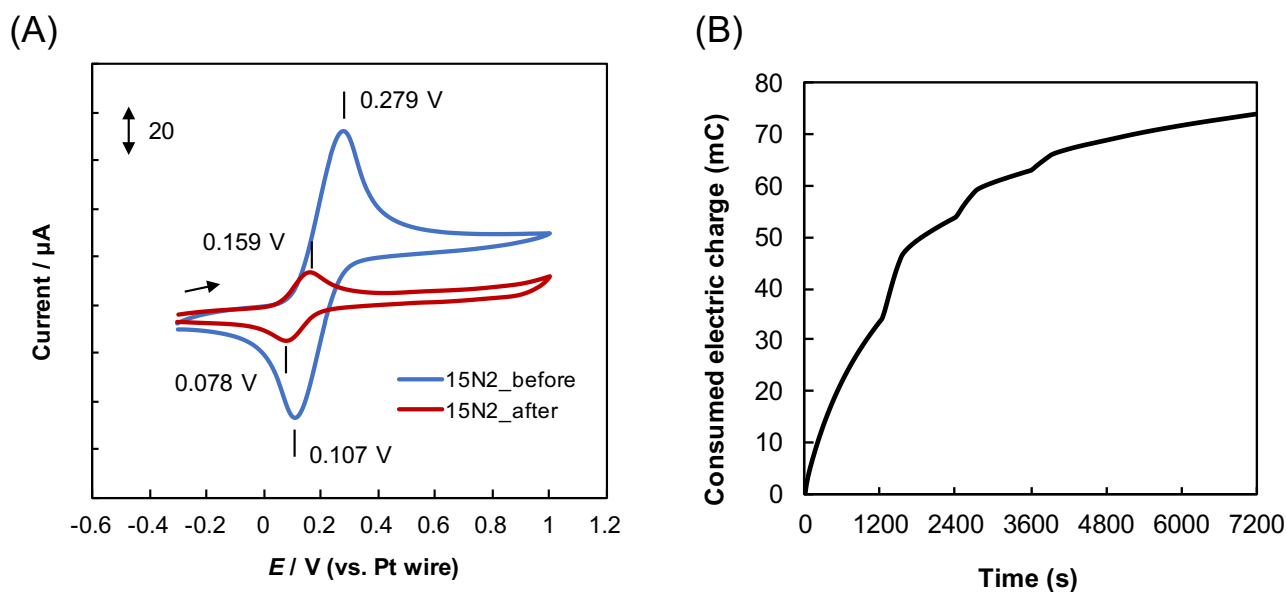 (A)
0.279 V
20
0.159 V
0.078 V
0.107 V
15N2_before
15N2_after
Current / µA
-0.6 -0.4 -0.2 0 0.2 0.4 0.6 0.8 1 1.2
E / V (vs. Pt wire)
(B)
80
70
60
50
40
30
20
10
0
Consumed electric charge (mC)
0 1200 2400 3600 4800 6000 7200
Time (s)